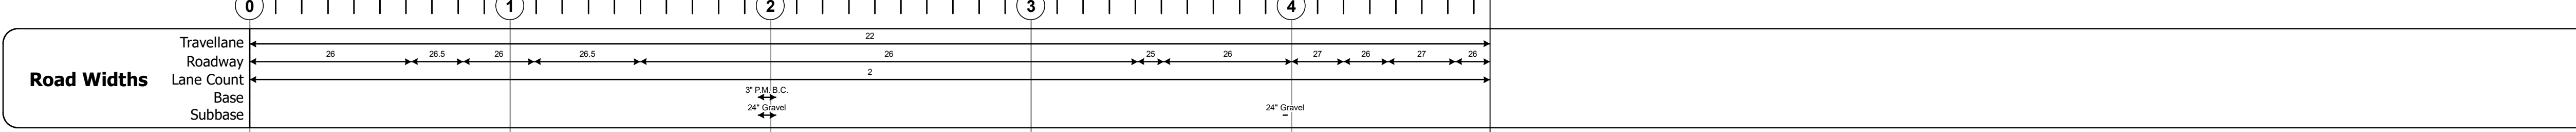 0 1 2 3 4
Travellane 22
Roadway 26 26.5 26 26.5 26 25 26 27 26 27 26
Road Widths
Lane Count 2
Base 3" P.M. B.C.
Subbase 24" Gravel 24" Gravel